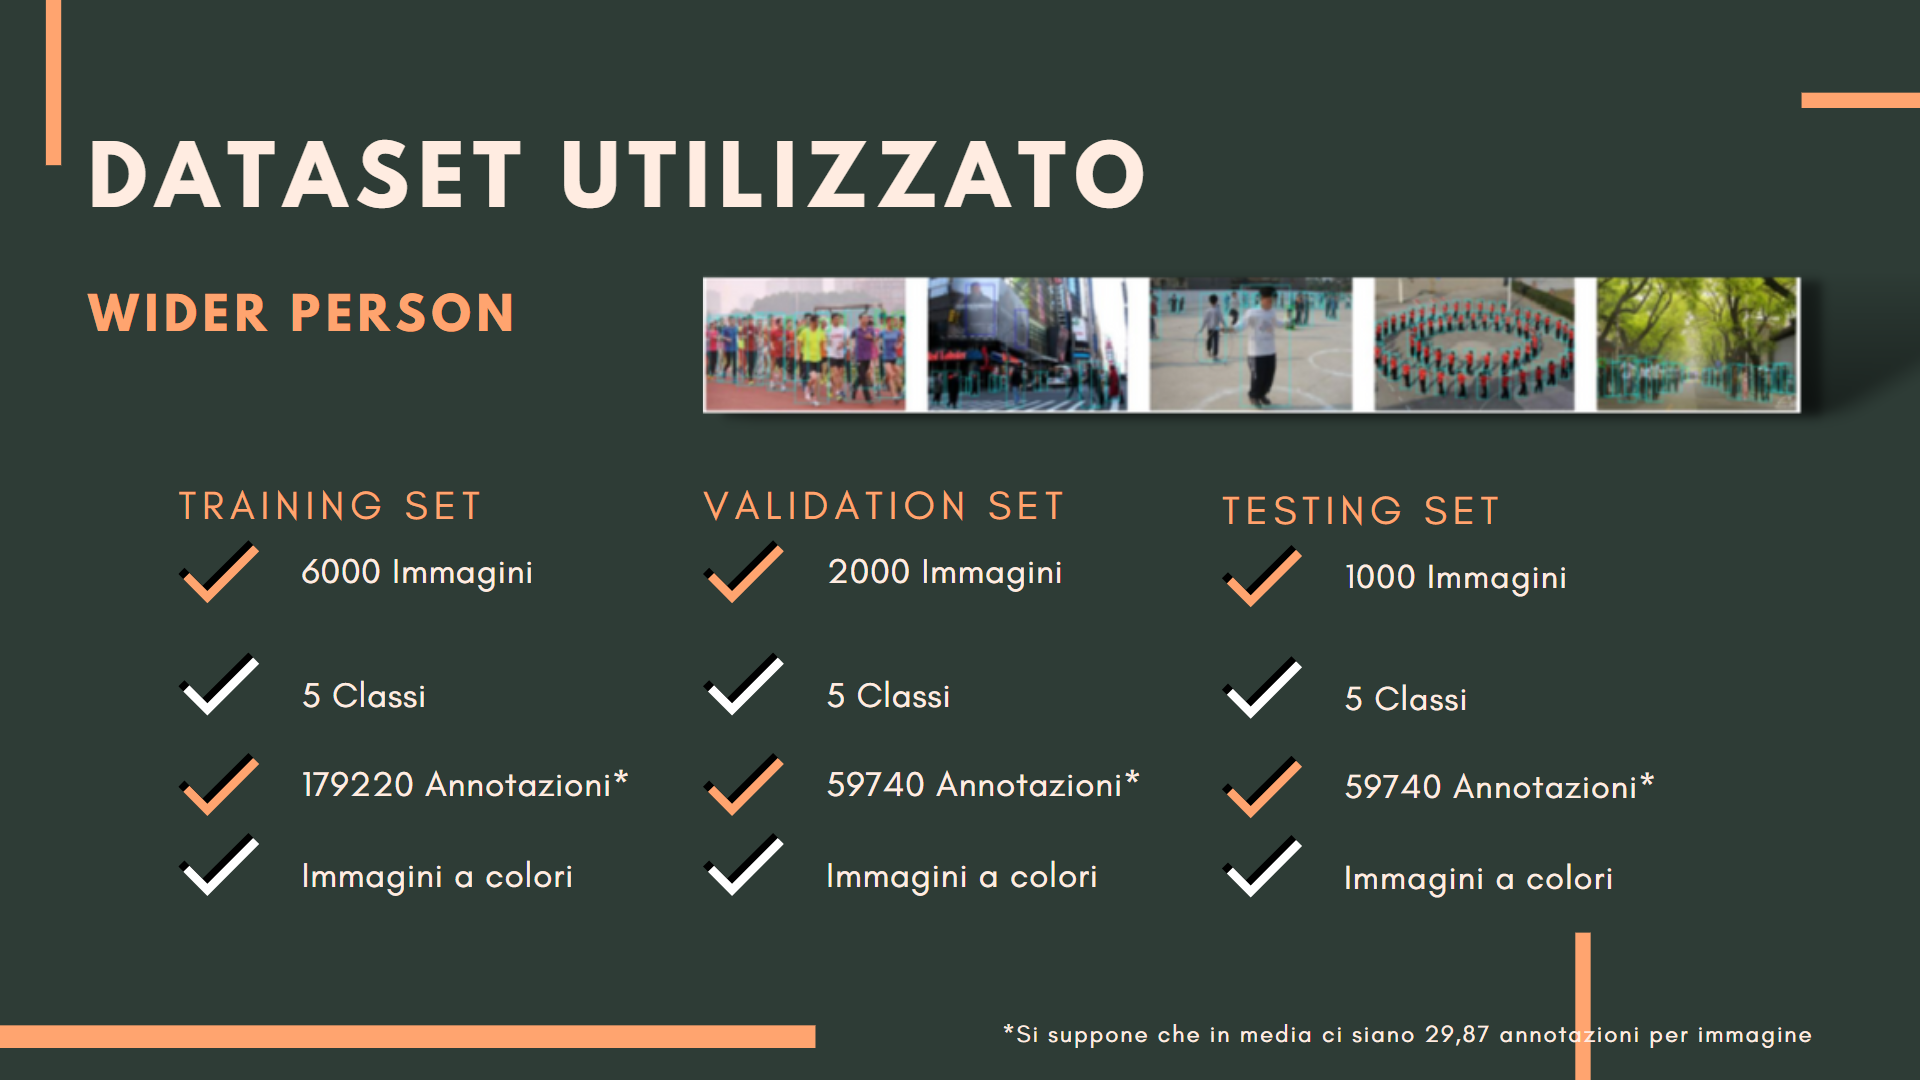 DATASET UTILIZZATO
WIDER PERSON
TRAINING SET
6000 Immagini
5 Classi
179220 Annotazioni*
Immagini a colori
VALIDATION SET
2000 Immagini
5 Classi
59740 Annotazioni*
Immagini a colori
TESTING SET
1000 Immagini
5 Classi
59740 Annotazioni*
Immagini a colori
*Si suppone che in media ci siano 29,87 annotazioni per immagine